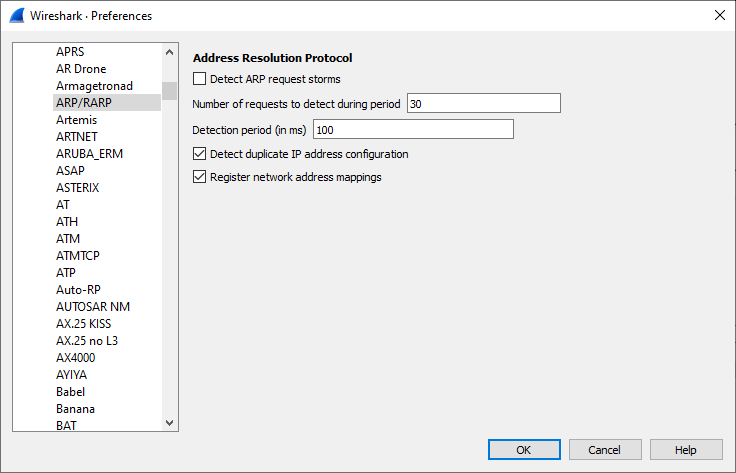 Wireshark · Preferences
APRS
AR Drone
Armagetronad
ARP/RARP
Artemis
ARTNET
ARUBA_ERM
ASAP
ASTERIX
AT
ATH
ATM
ATMTCP
ATP
Auto-RP
AUTOSAR NM
AX.25 KISS
AX.25 no L3
AX4000
AYIYA
Babel
Banana
BAT
Address Resolution Protocol
Detect ARP request storms
Number of requests to detect during period 30
Detection period (in ms) 100
Detect duplicate IP address configuration
Register network address mappings
OK Cancel Help